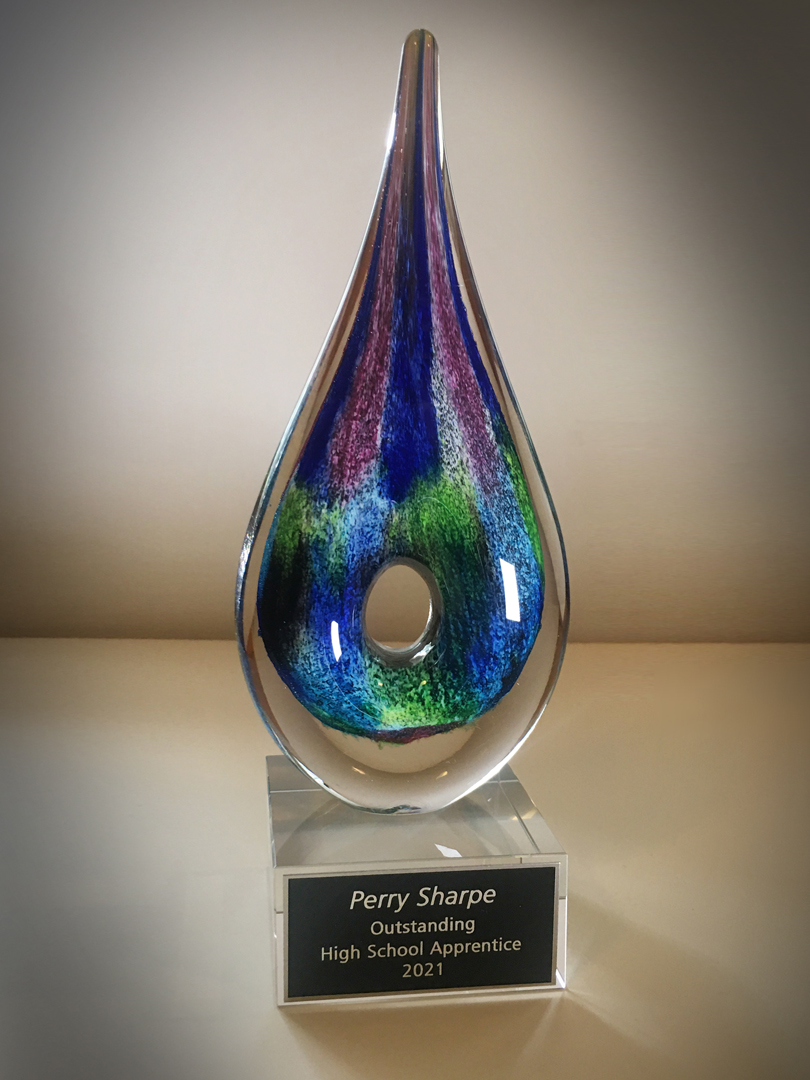 Perry Sharpe
Outstanding
High School Apprentice
2021